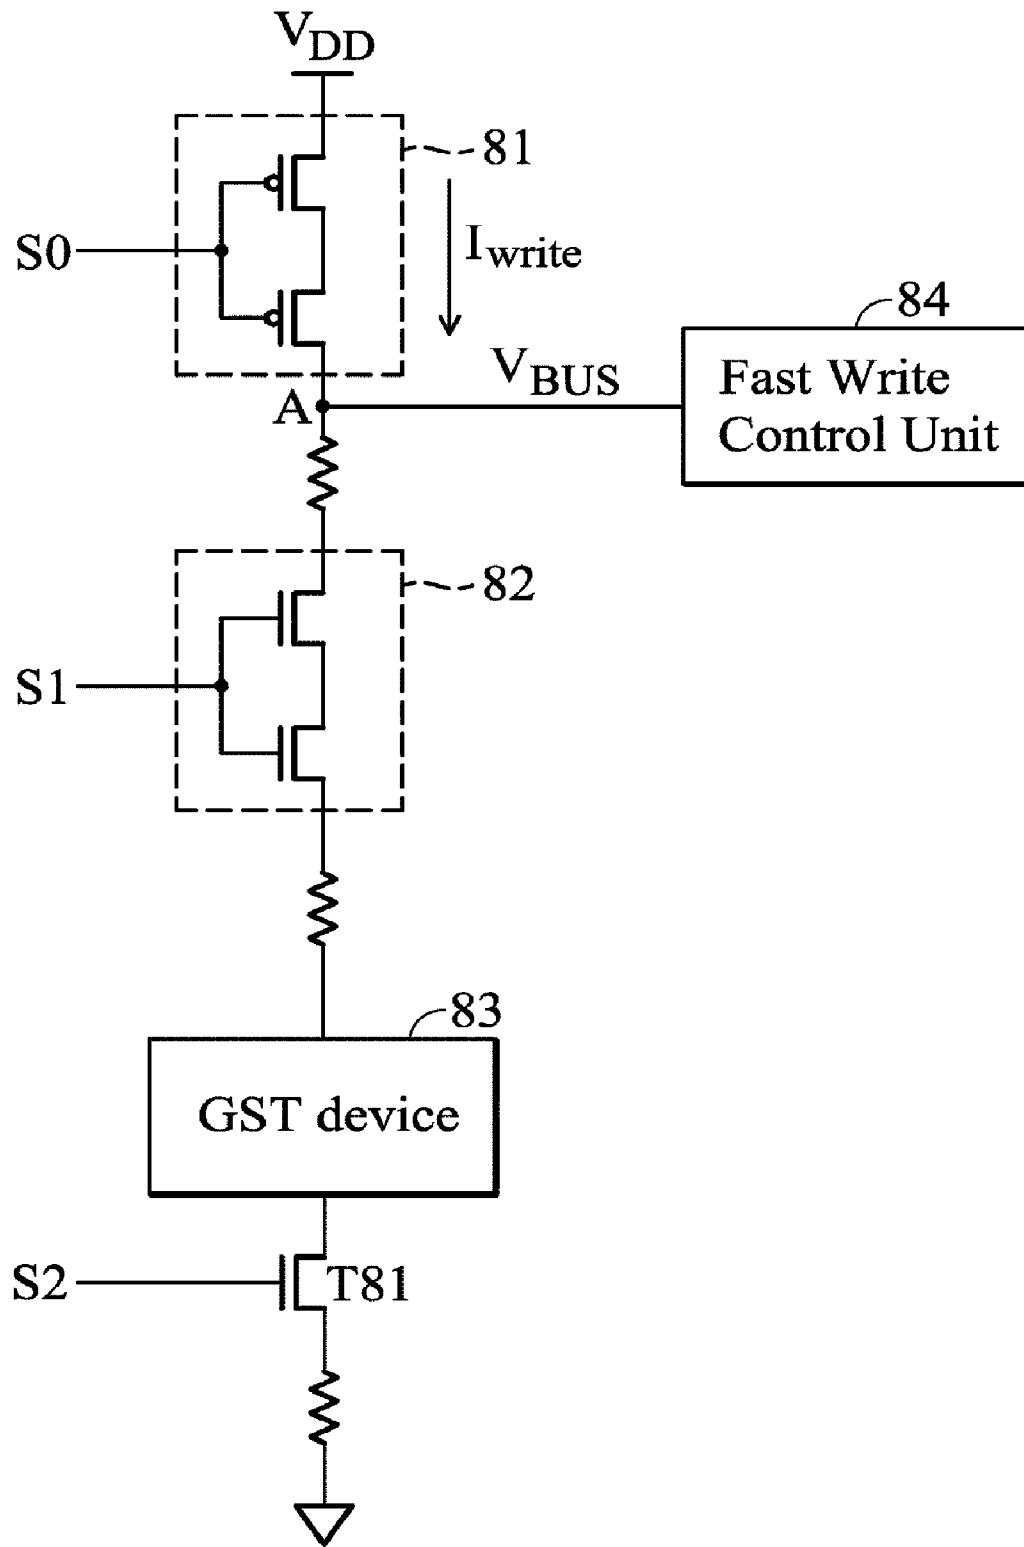 VDD
81
S0
Iwrite
84
VBUS
Fast Write
Control Unit
A
82
S1
83
GST device
S2
T81